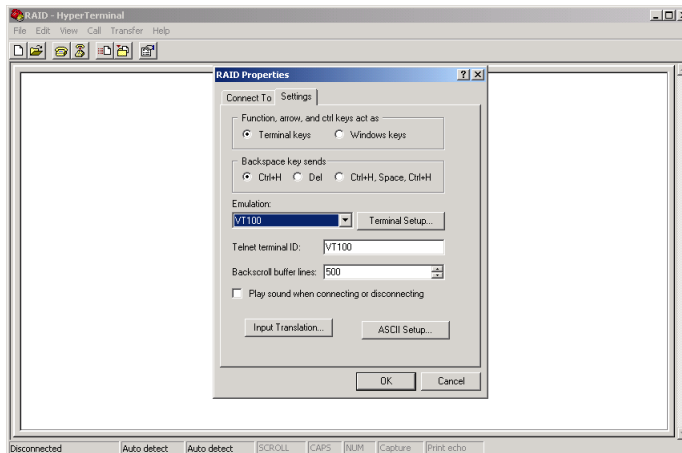 RAID - HyperTerminal
File Edit View Call Transfer Help
RAID Properties
Connect To Settings
Function, arrow, and ctrl keys act as
Terminal keys Windows keys
Backspace key sends
Ctrl+H Del Ctrl+H, Space, Ctrl+H
Emulation:
VT100 Terminal Setup...
Telnet terminal ID: VT100
Backscroll buffer lines: 500
Play sound when connecting or disconnecting
Input Translation... ASCII Setup...
OK Cancel
Disconnected Auto detect Auto detect SCROLL CAPS NUM Capture Print echo